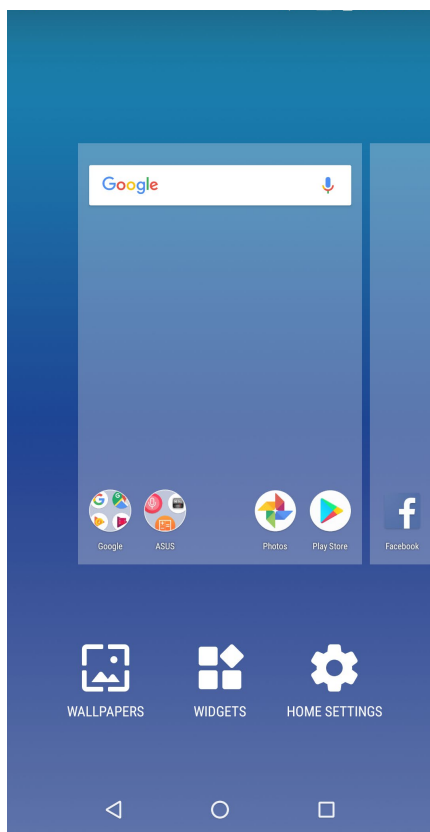 Google
Google
ASUS
Photos
Play Store
Facebook
WALLPAPERS
WIDGETS
HOME SETTINGS